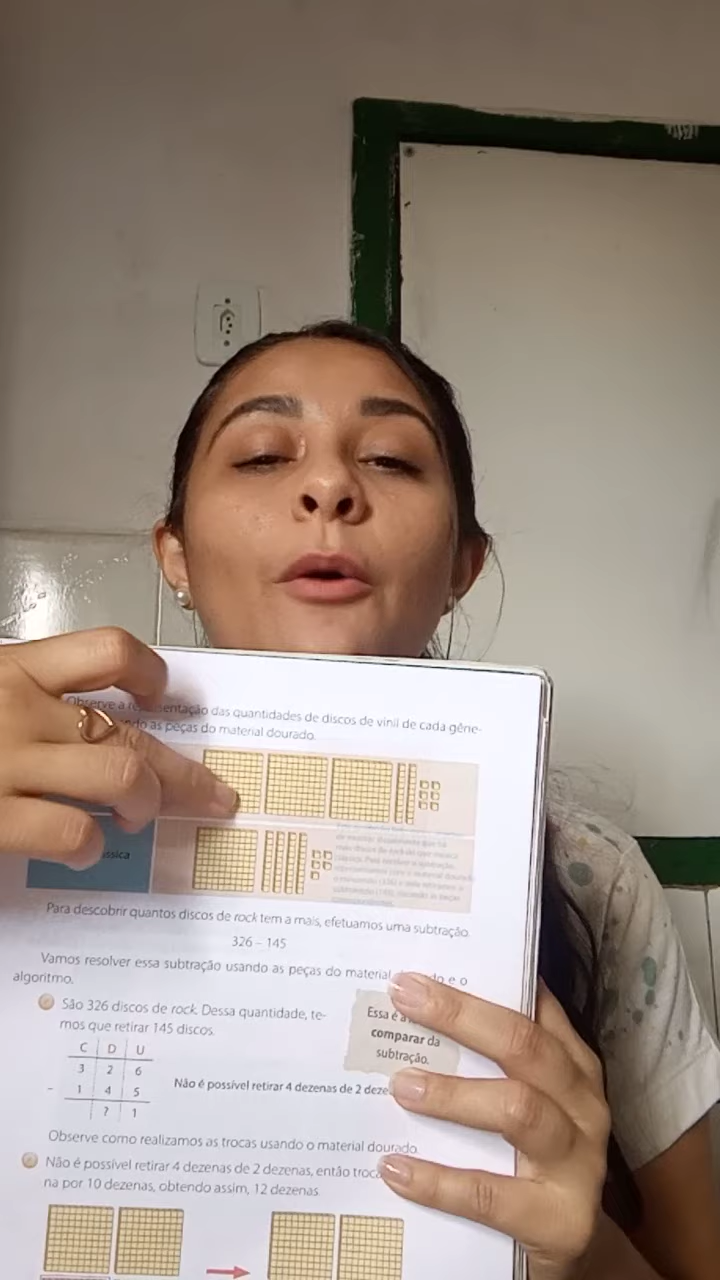 Observe a re entação das quantidades de discos de vinil de cada gêne-
ando as peças do material dourado.
ássica
Para descobrir quantos discos de rock tem a mais, efetuamos uma subtração.
326 – 145
Vamos resolver essa subtração usando as peças do material do e o
algoritmo.
São 326 discos de rock. Dessa quantidade, te-
mos que retirar 145 discos.
Essa é a
comparar da
subtração.
C D U
3 2 6
– 1 4 5
? 1
Não é possível retirar 4 dezenas de 2 deze
Observe como realizamos as trocas usando o material dourado.
Não é possível retirar 4 dezenas de 2 dezenas, então troca
na por 10 dezenas, obtendo assim, 12 dezenas.